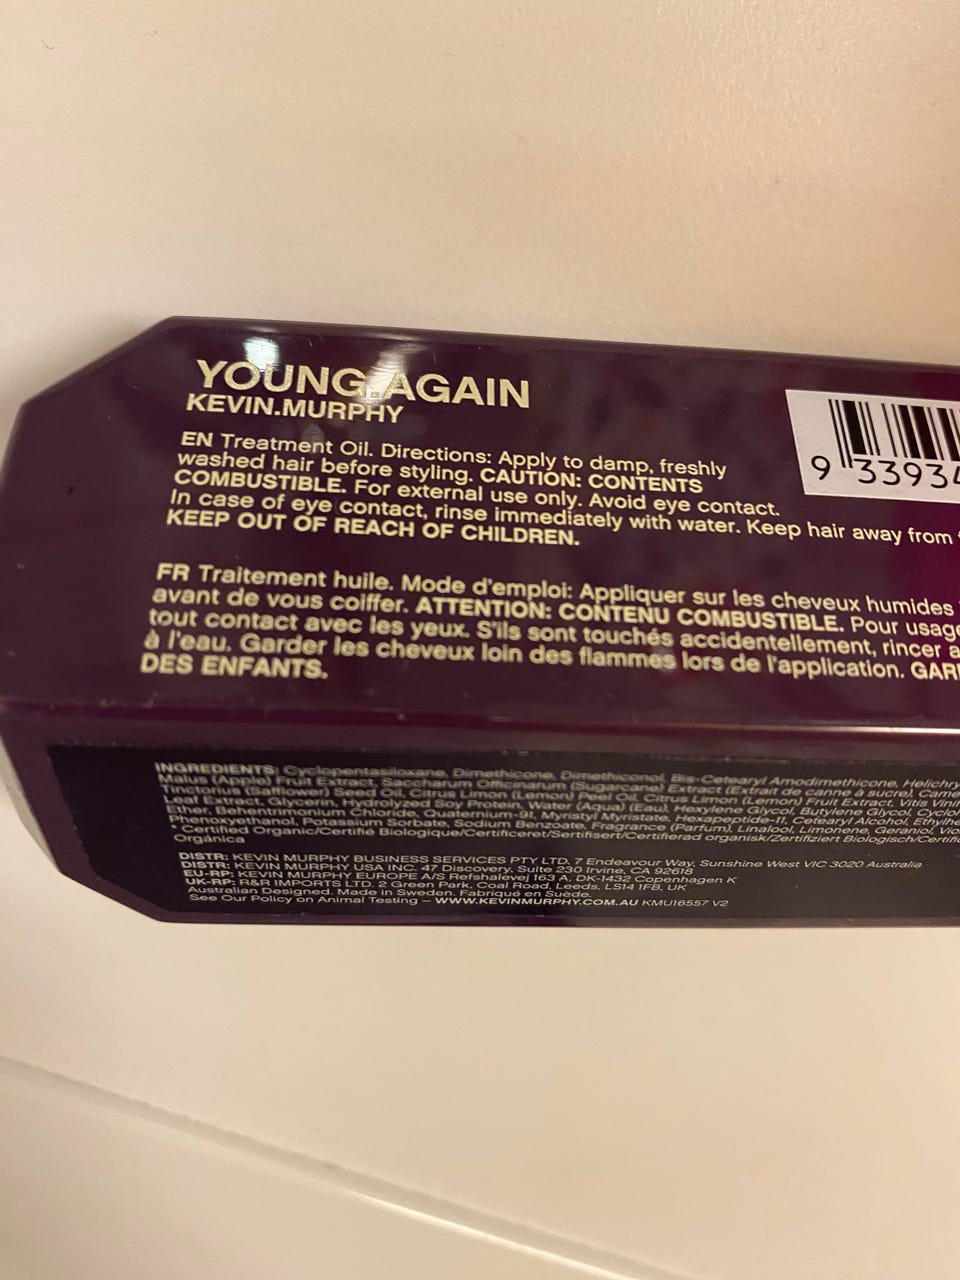 YOUNG.AGAIN
KEVIN.MURPHY
EN Treatment Oil. Directions: Apply to damp, freshly
washed hair before styling. CAUTION: CONTENTS
COMBUSTIBLE. For external use only. Avoid eye contact.
In case of eye contact, rinse immediately with water. Keep hair away from
KEEP OUT OF REACH OF CHILDREN.
9 33934
FR Traitement huile. Mode d'emploi: Appliquer sur les cheveux humides
avant de vous coiffer. ATTENTION: CONTENU COMBUSTIBLE. Pour usage
tout contact avec les yeux. S'ils sont touchés accidentellement, rincer a
à l'eau. Garder les cheveux loin des flammes lors de l'application. GAR
DES ENFANTS.
INGREDIENTS: Cyclopentasiloxane, Dimethicone, Dimethiconol, Bis-Cetearyl Amodimethicone, Helichry
Malus (Apple) Fruit Extract, Saccharum Officinarum (Sugarcane) Extract (Extrait de canne à sucre), Came
Tinctorius (Safflower) Seed Oil, Citrus Limon (Lemon) Peel Oil, Citrus Limon (Lemon) Fruit Extract, Vitis Vinif
Leaf Extract, Glycerin, Hydrolyzed Soy Protein, Water (Aqua) (Eau), Hexylene Glycol, Butylene Glycol, Cyclo
Ether, Behentrimonium Chloride, Quaternium-91, Myristyl Myristate, Hexapeptide-11, Cetearyl Alcohol, Ethylhe
Phenoxyethanol, Potassium Sorbate, Sodium Benzoate, Fragrance (Parfum), Linalool, Limonene, Geraniol, Vio
* Certified Organic/Certifié Biologique/Certificeret/Sertifisert/Certifierad organisk/Zertifiziert Biologisch/Certifi
Orgánica
DISTR: KEVIN MURPHY BUSINESS SERVICES PTY LTD. 7 Endeavour Way, Sunshine West VIC 3020 Australia
DISTR: KEVIN MURPHY USA INC. 47 Discovery, Suite 230 Irvine, CA 92618
EU-RP: KEVIN MURPHY EUROPE A/S Refshalevej 163 A, DK-1432 Copenhagen K
UK-RP: R&R IMPORTS LTD. 2 Green Park, Coal Road, Leeds, LS14 1FB, UK
Australian Designed. Made in Sweden. Fabriqué en Suède.
See Our Policy on Animal Testing – WWW.KEVINMURPHY.COM.AU KMU16557 V2